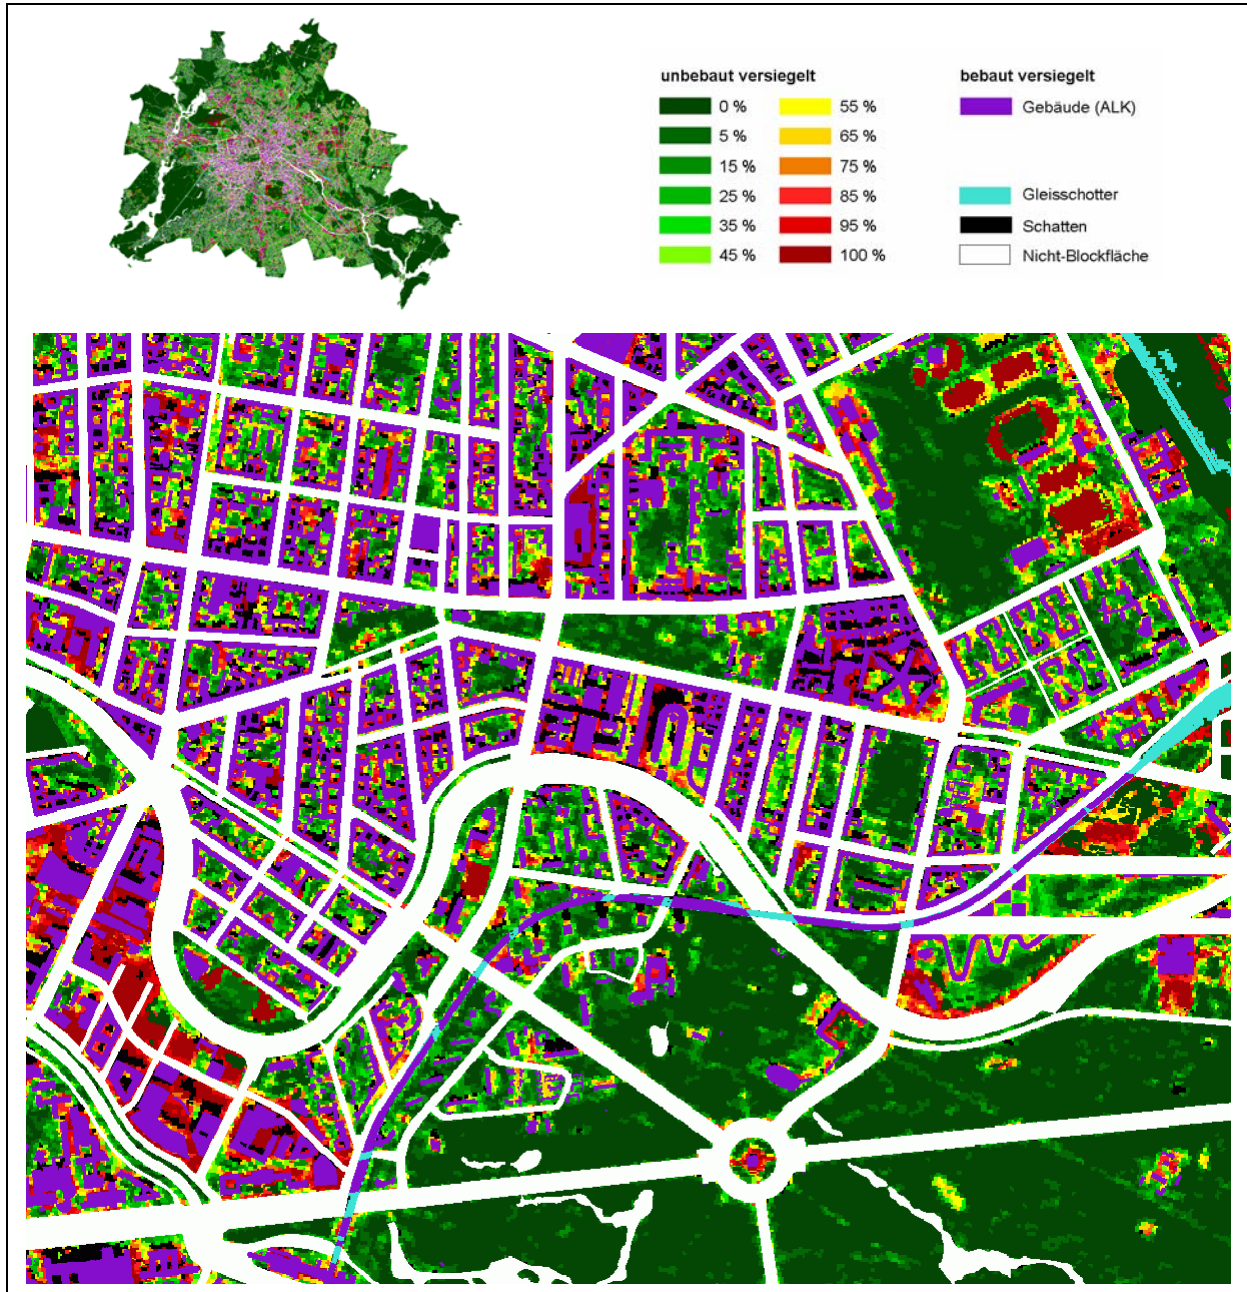 unbebaut versiegelt
bebaut versiegelt
0 %
55 %
Gebäude (ALK)
5 %
65 %
15 %
75 %
25 %
85 %
Gleisschotter
35 %
95 %
Schatten
45 %
100 %
Nicht-Blockfläche